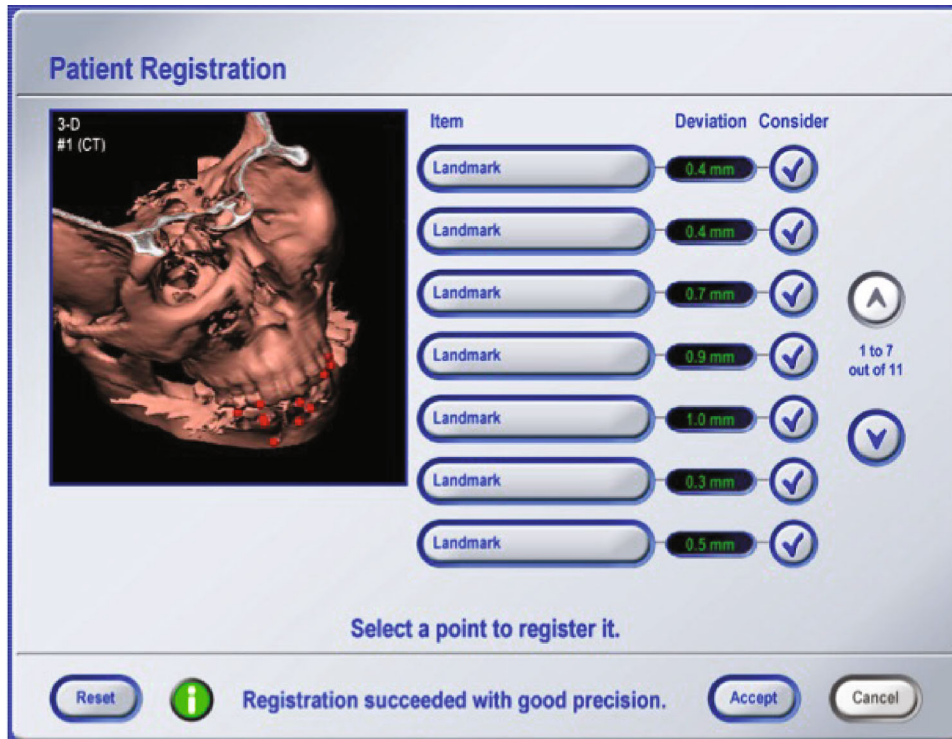 Patient Registration
3-D
#1 (CT)
Item Deviation Consider
Landmark 0.4 mm
Landmark 0.4 mm
Landmark 0.7 mm
Landmark 0.9 mm
1 to 7
out of 11
Landmark 1.0 mm
Landmark 0.3 mm
Landmark 0.5 mm
Select a point to register it.
Reset Registration succeeded with good precision. Accept Cancel